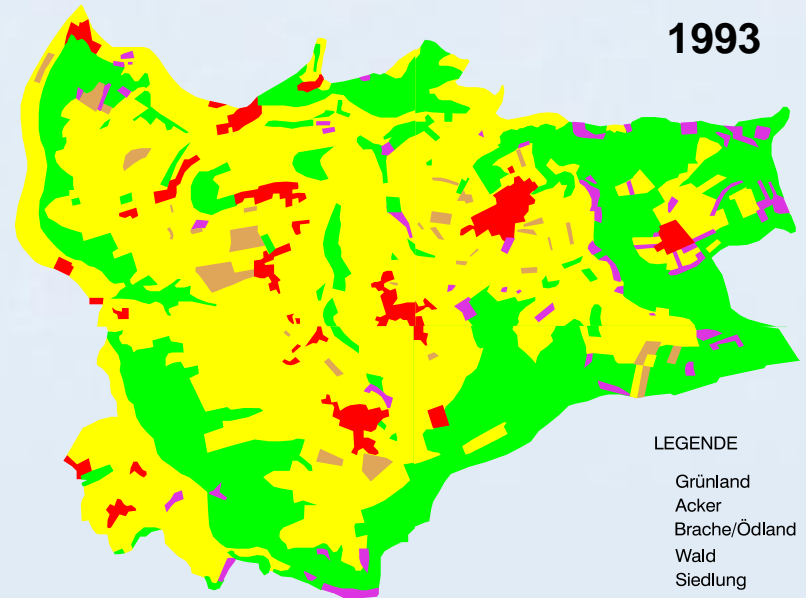 1993
LEGENDE
Grünland
Acker
Brache/Ödland
Wald
Siedlung